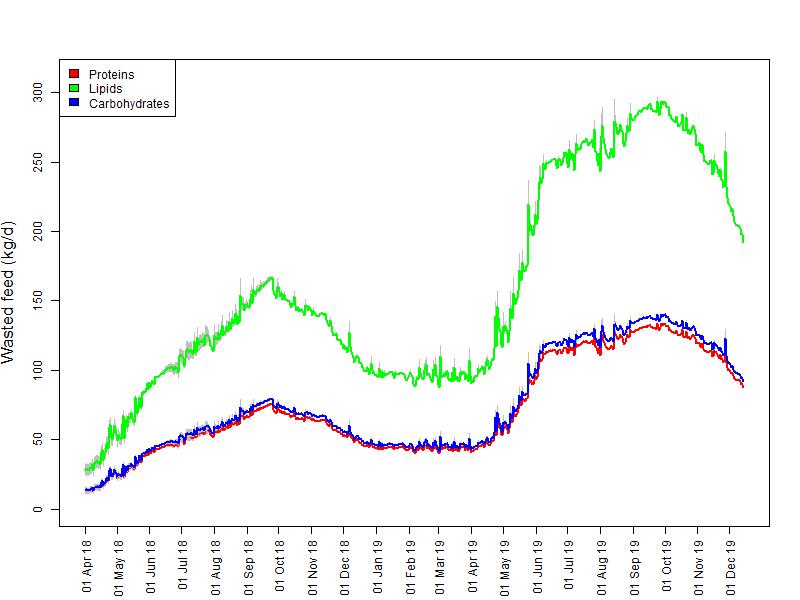 Proteins
Lipids
Carbohydrates
Wasted feed (kg/d)
300
250
200
150
100
50
0
01 Apr 18
01 May 18
01 Jun 18
01 Jul 18
01 Aug 18
01 Sep 18
01 Oct 18
01 Nov 18
01 Dec 18
01 Jan 19
01 Feb 19
01 Mar 19
01 Apr 19
01 May 19
01 Jun 19
01 Jul 19
01 Aug 19
01 Sep 19
01 Oct 19
01 Nov 19
01 Dec 19